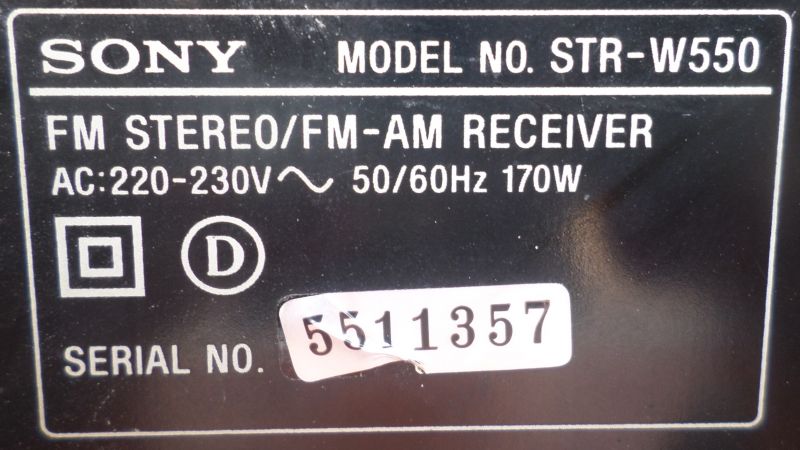 SONY MODEL NO. STR-W550
FM STEREO/FM-AM RECEIVER
AC:220-230V~ 50/60Hz 170W
D
SERIAL NO. 5511357